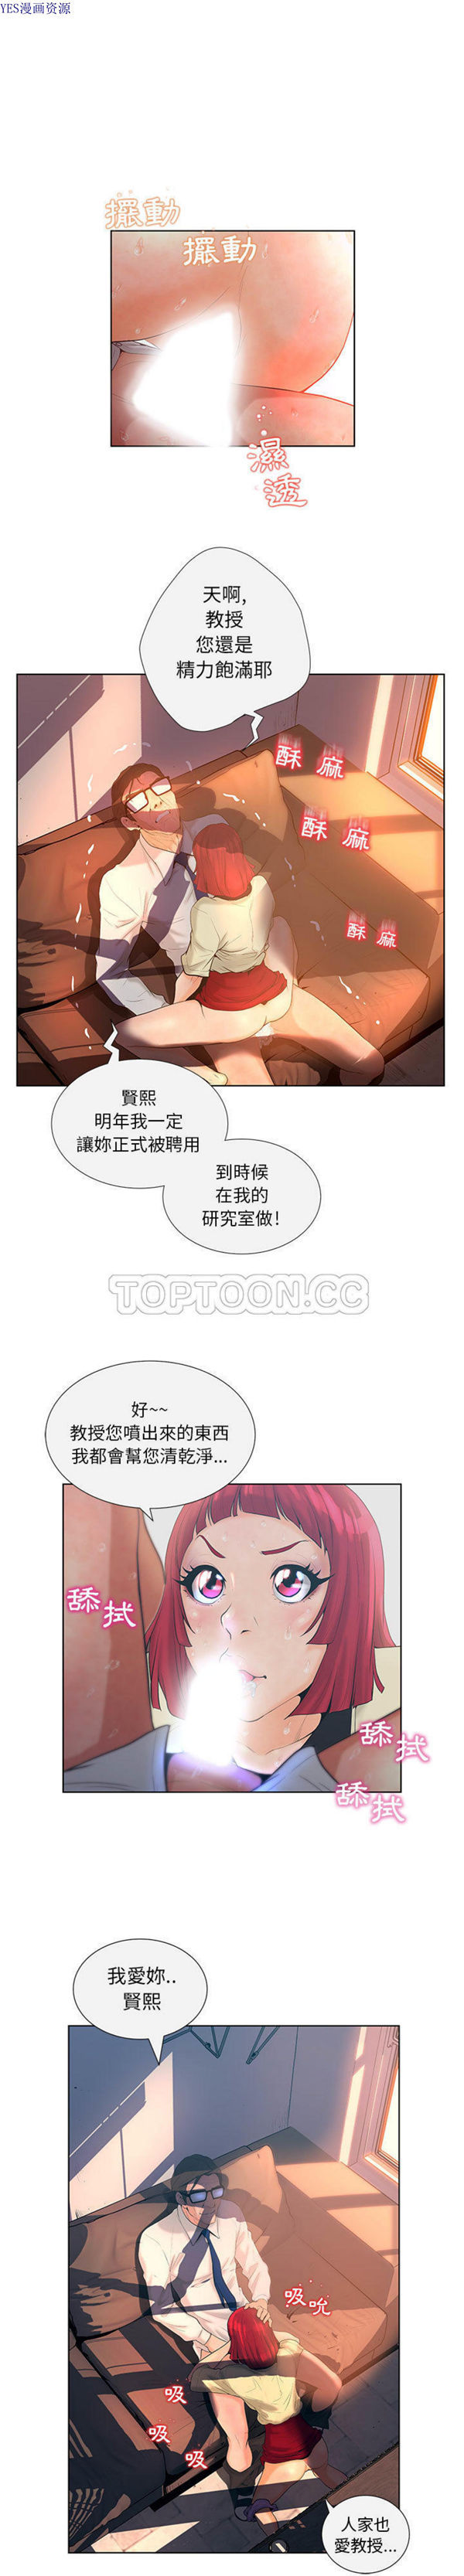 YES漫画资源
擺動
擺動
濕
透
天啊,
教授
您還是
精力飽滿耶
酥 麻
酥 麻
酥 麻
賢熙
明年我一定
讓妳正式被聘用
到時候
在我的
研究室做!
TOPTOON.CC
好~~
教授您噴出來的東西
我都會幫您清乾淨...
舔拭
舔拭
舔拭
我愛妳..
賢熙
吸吮
吸
吸
吸
人家也
愛教授...